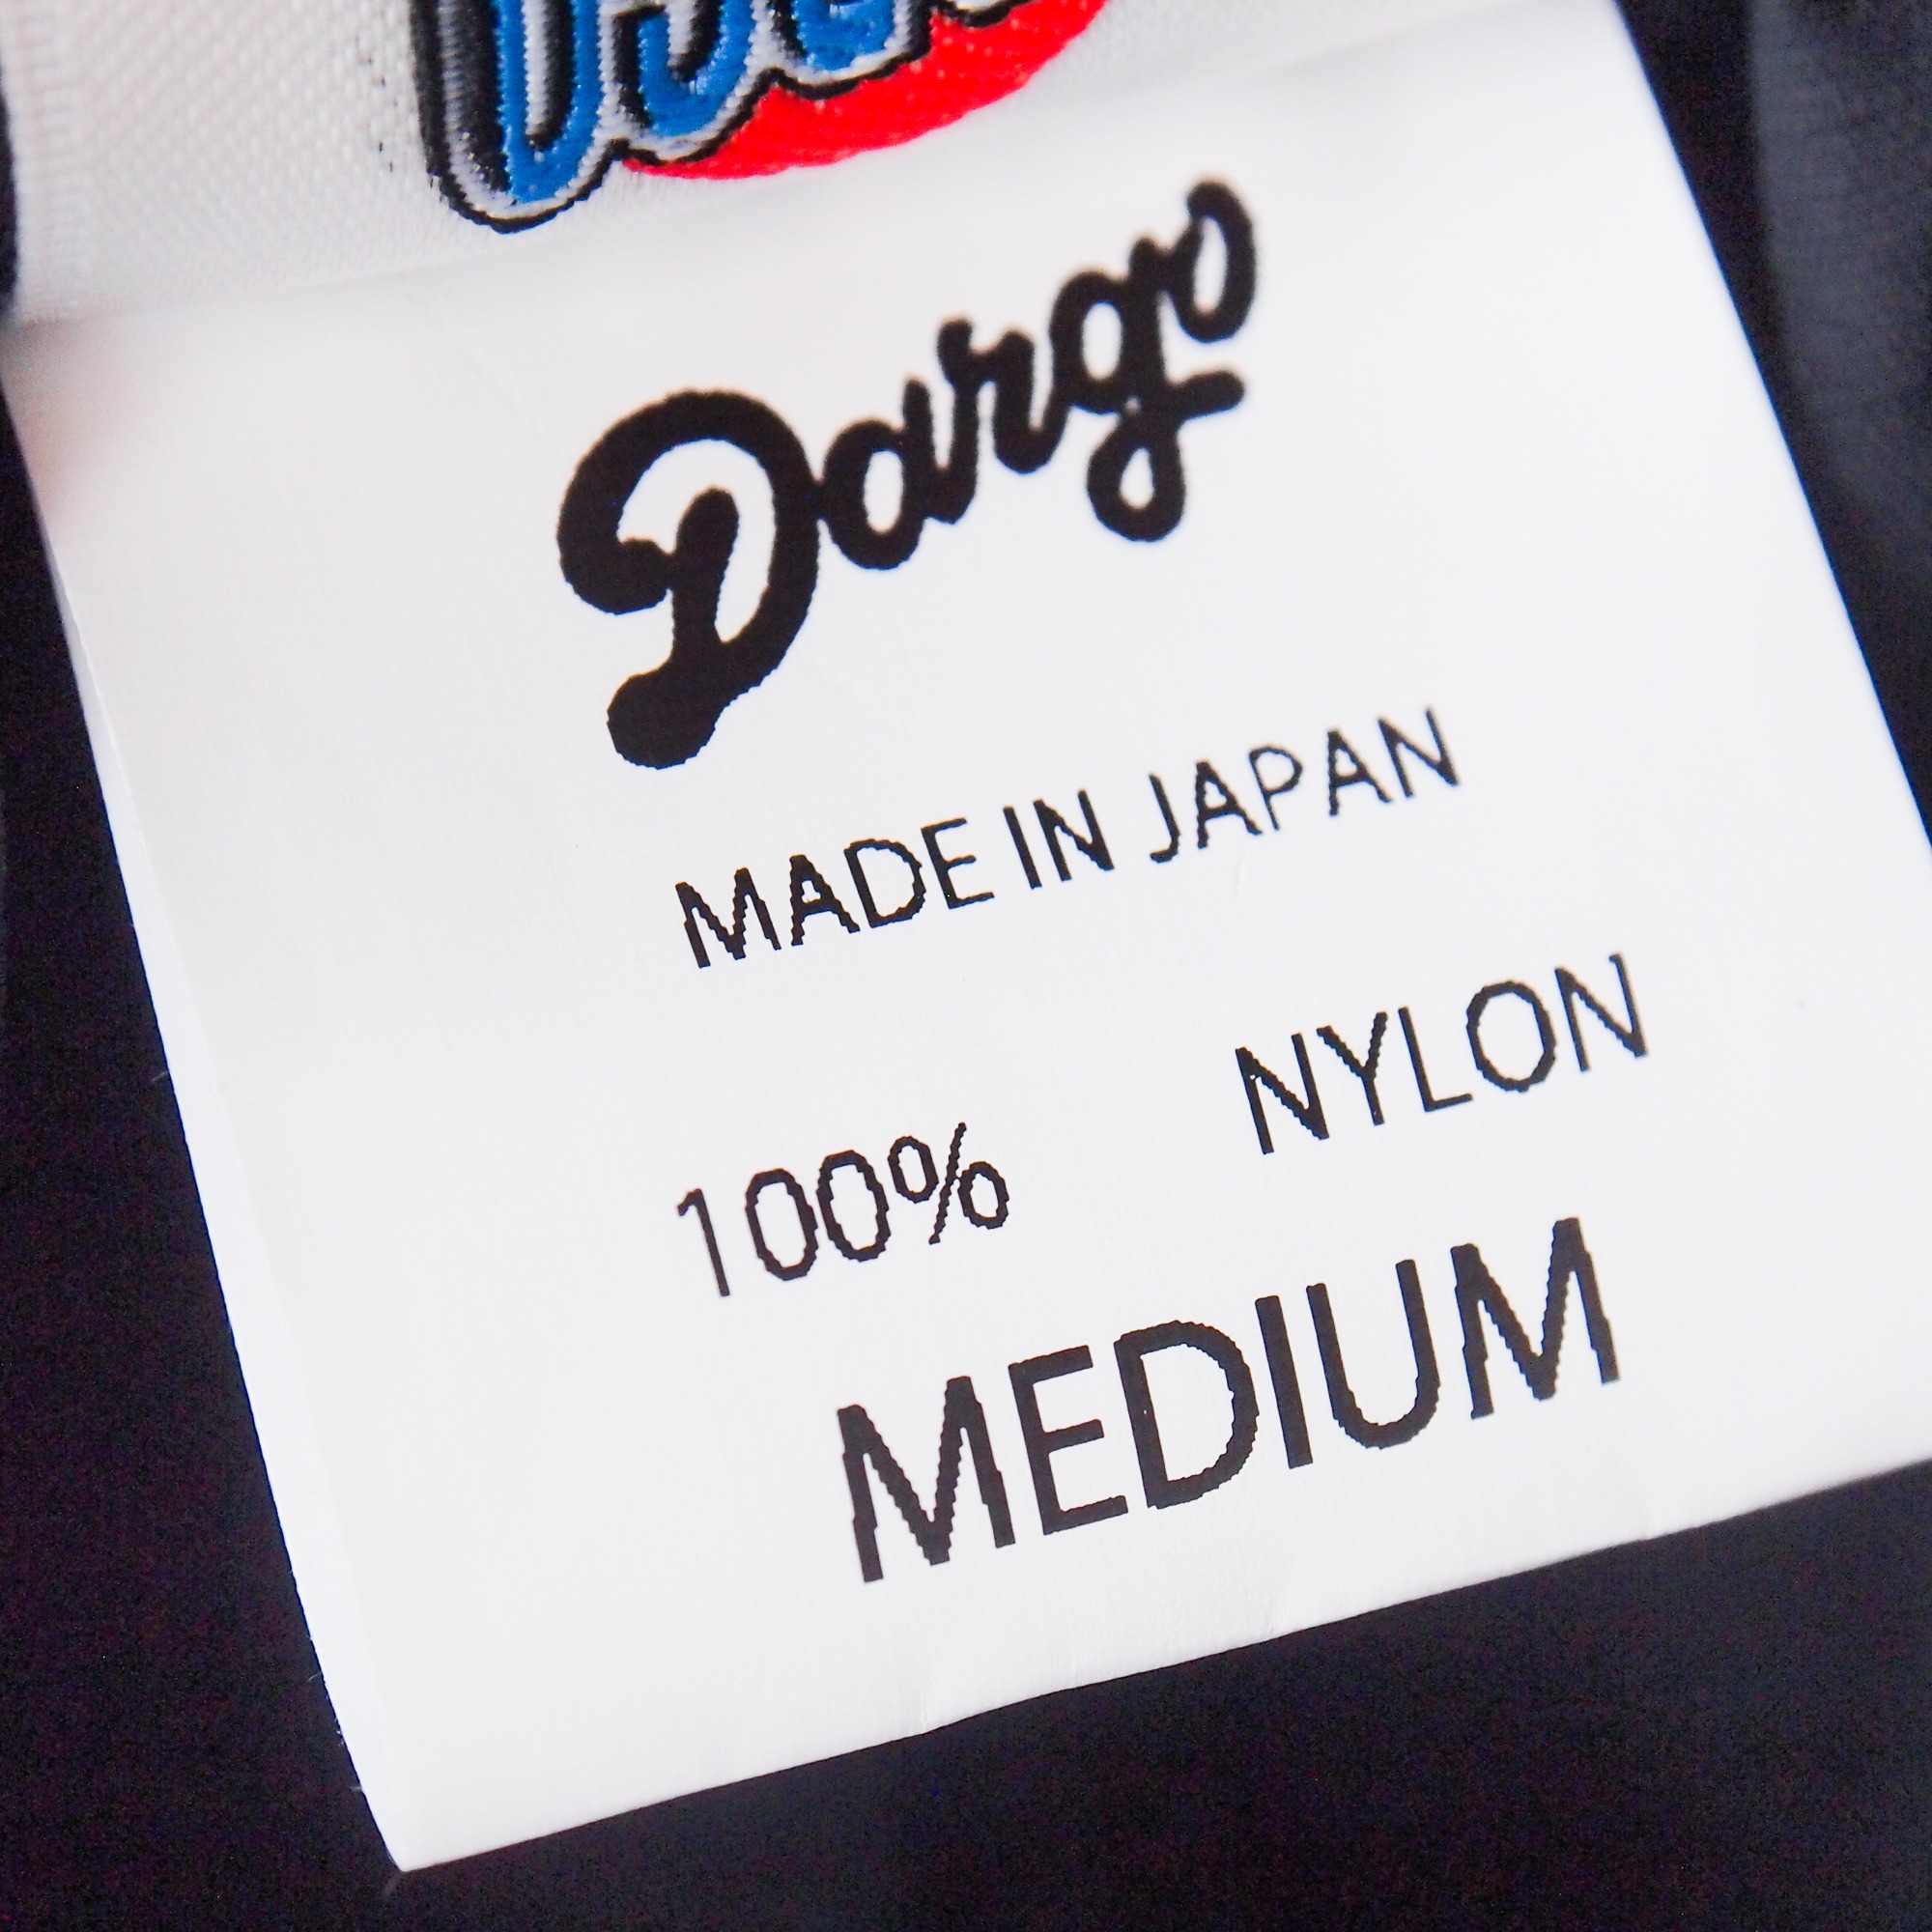 Dargo
MADE IN JAPAN
100% NYLON
MEDIUM